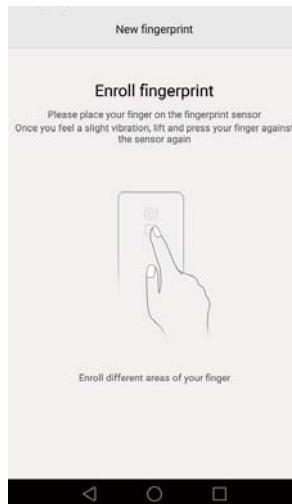 New fingerprint
Enroll fingerprint
Please place your finger on the fingerprint sensor
Once you feel a slight vibration, lift and press your finger against
the sensor again
Enroll different areas of your finger